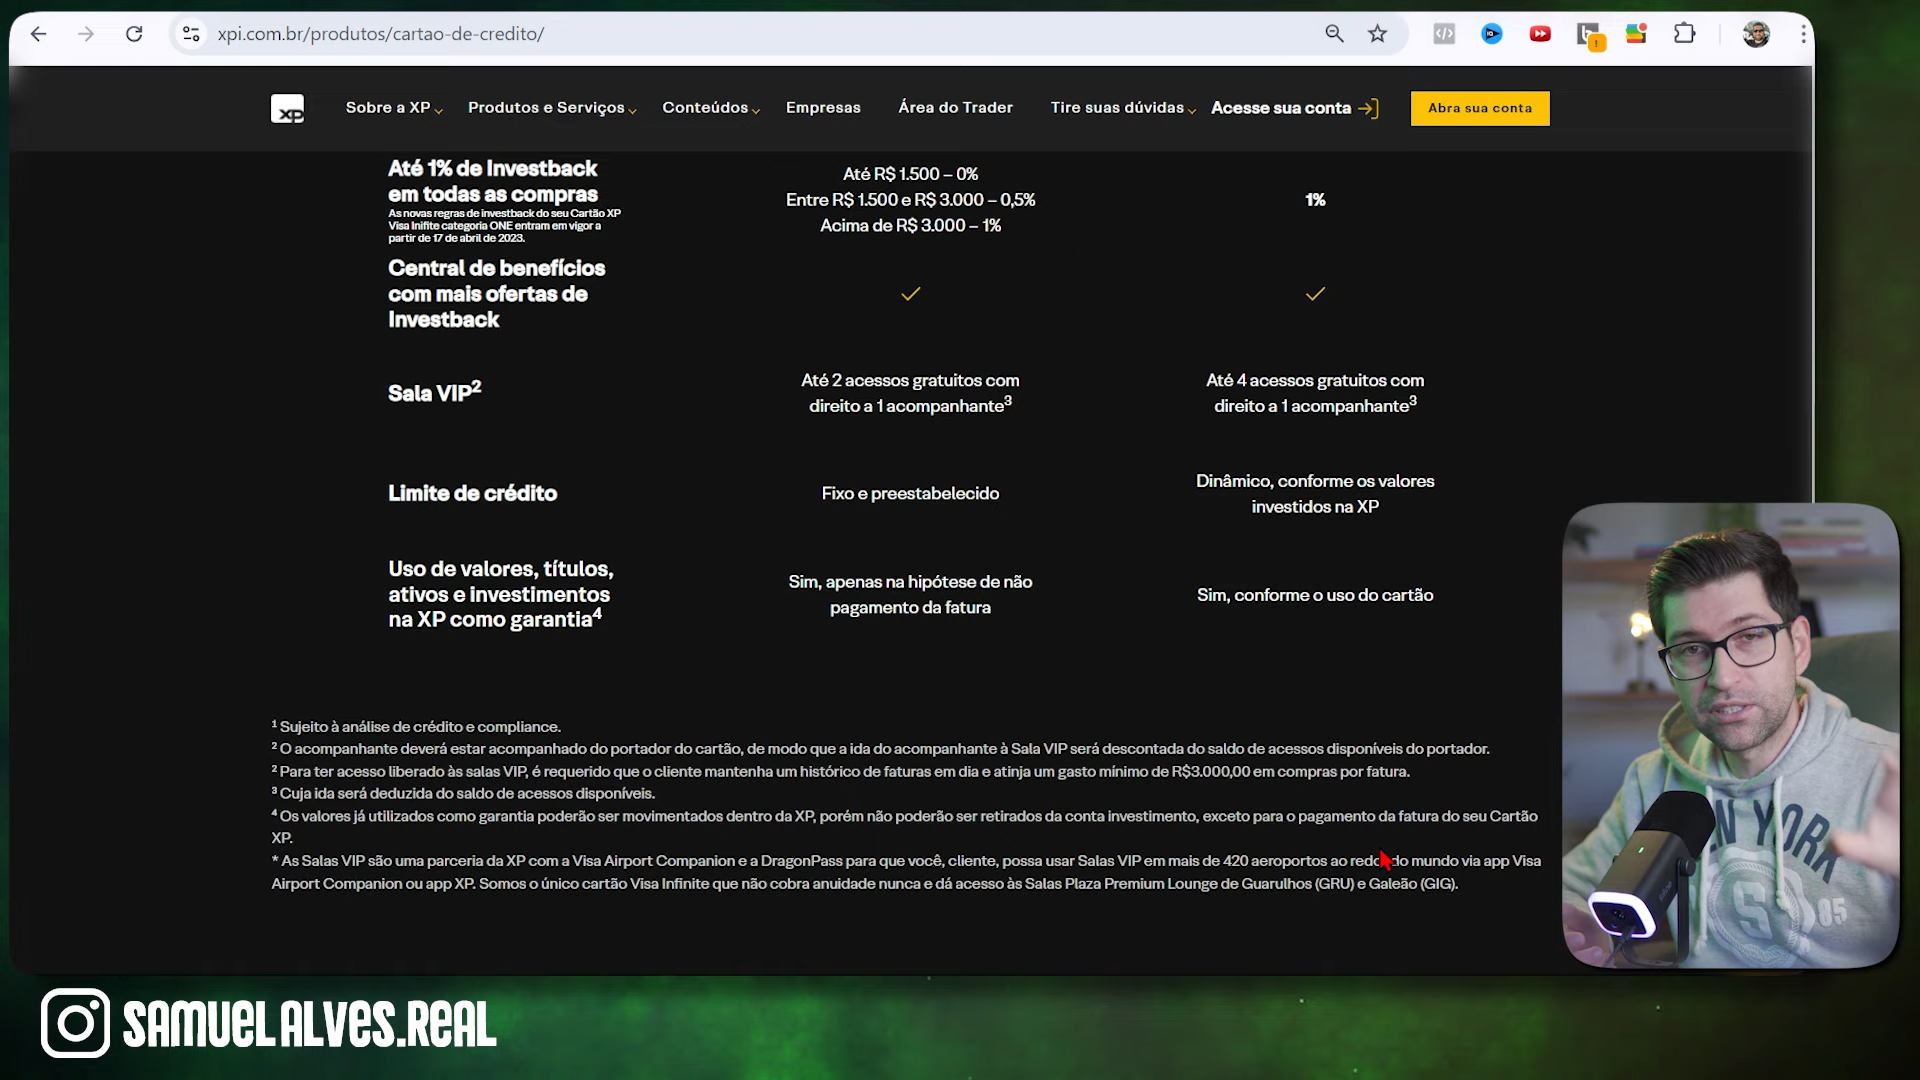 xpi.com.br/produtos/cartao-de-credito/
XP
Sobre a XP
Produtos e Serviços
Conteúdos
Empresas
Área do Trader
Tire suas dúvidas
Acesse sua conta
Abra sua conta
Até 1% de Investback
em todas as compras
As novas regras de investback do seu Cartão XP
Visa Inifite categoria ONE entram em vigor a
partir de 17 de abril de 2023.
Até R$ 1.500 – 0%
Entre R$ 1.500 e R$ 3.000 – 0,5%
Acima de R$ 3.000 – 1%
1%
Central de benefícios
com mais ofertas de
Investback
Sala VIP²
Até 2 acessos gratuitos com
direito a 1 acompanhante³
Até 4 acessos gratuitos com
direito a 1 acompanhante³
Limite de crédito
Fixo e preestabelecido
Dinâmico, conforme os valores
investidos na XP
Uso de valores, títulos,
ativos e investimentos
na XP como garantia⁴
Sim, apenas na hipótese de não
pagamento da fatura
Sim, conforme o uso do cartão
¹ Sujeito à análise de crédito e compliance.
² O acompanhante deverá estar acompanhado do portador do cartão, de modo que a ida do acompanhante à Sala VIP será descontada do saldo de acessos disponíveis do portador.
² Para ter acesso liberado às salas VIP, é requerido que o cliente mantenha um histórico de faturas em dia e atinja um gasto mínimo de R$3.000,00 em compras por fatura.
³ Cuja ida será deduzida do saldo de acessos disponíveis.
⁴ Os valores já utilizados como garantia poderão ser movimentados dentro da XP, porém não poderão ser retirados da conta investimento, exceto para o pagamento da fatura do seu Cartão
XP.
* As Salas VIP são uma parceria da XP com a Visa Airport Companion e a DragonPass para que você, cliente, possa usar Salas VIP em mais de 420 aeroportos ao redor do mundo via app Visa
Airport Companion ou app XP. Somos o único cartão Visa Infinite que não cobra anuidade nunca e dá acesso às Salas Plaza Premium Lounge de Guarulhos (GRU) e Galeão (GIG).
YORK
85
SAMUELALVES.REAL